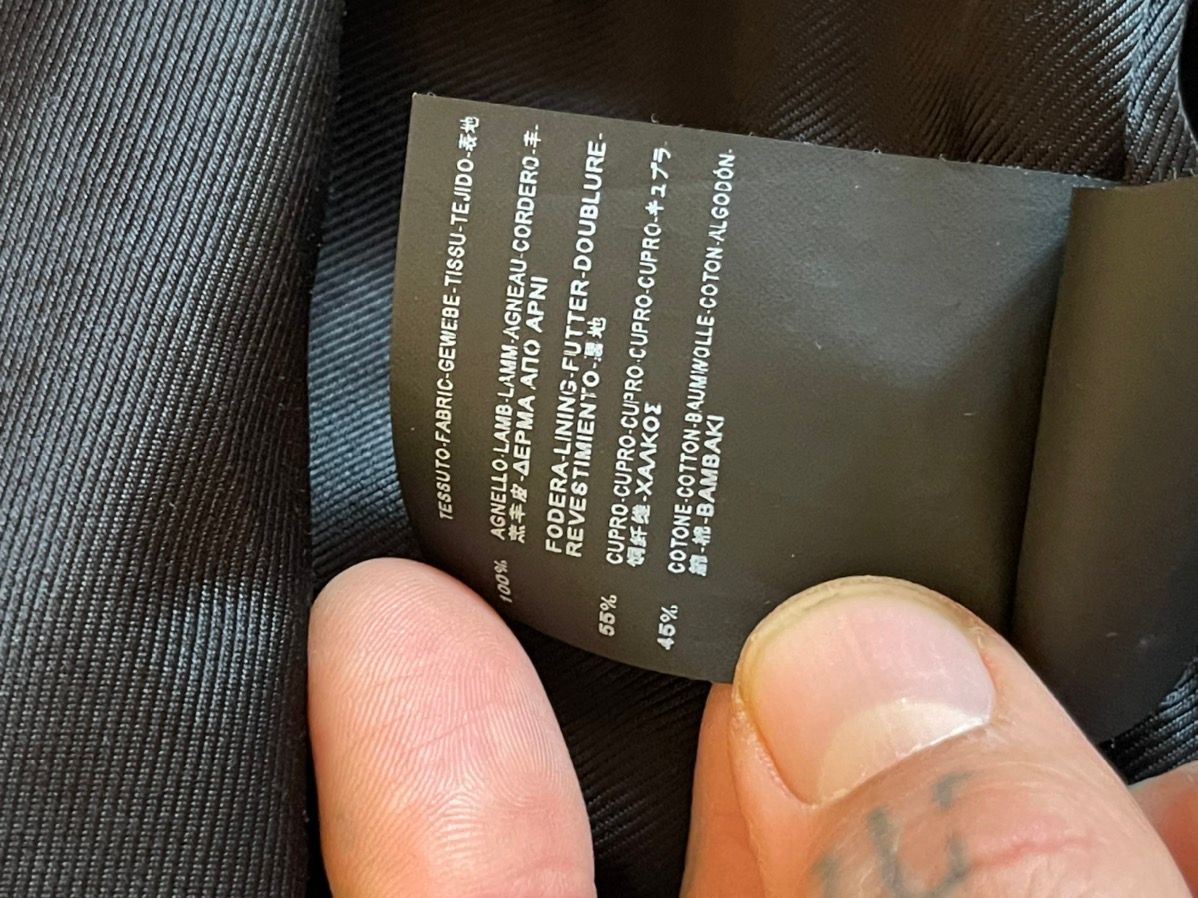 TESSUTO-FABRIC-GEWEBE-TISSU-TEJIDO-表地
100% AGNELLO-LAMB-LAMM-AGNEAU-CORDERO-羊-
羔羊皮-ΔΕΡΜΑ ΑΠΟ ΑΡΝΙ
FODERA-LINING-FUTTER-DOUBLURE-
REVESTIMIENTO-裏地
55% CUPRO-CUPRO-CUPRO-CUPRO-CUPRO-キュプラ-
铜纤维-ΧΑΛΚΟΣ
45% COTONE-COTTON-BAUMWOLLE-COTON-ALGODÓN-
綿-棉-ΒΑΜΒΑΚΙ